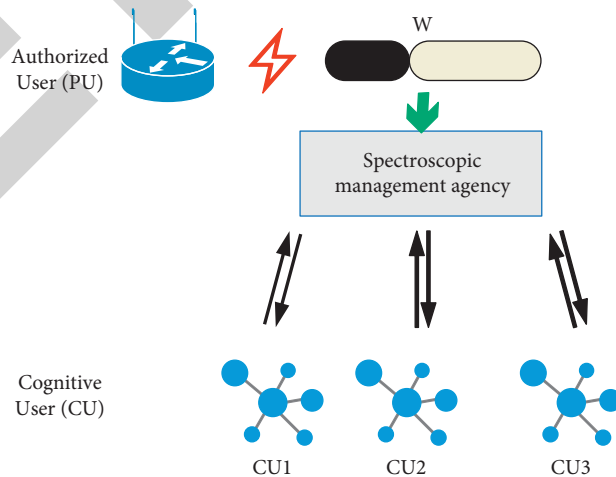 W
Authorized
User (PU)
Spectroscopic
management agency
Cognitive
User (CU)
CU1
CU2
CU3